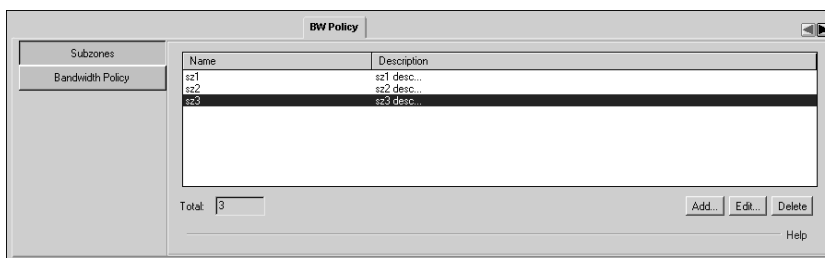 BW Policy
Subzones
Bandwidth Policy
Name Description
sz1 sz1 desc...
sz2 sz2 desc...
sz3 sz3 desc...
Total: 3
Add... Edit... Delete
Help